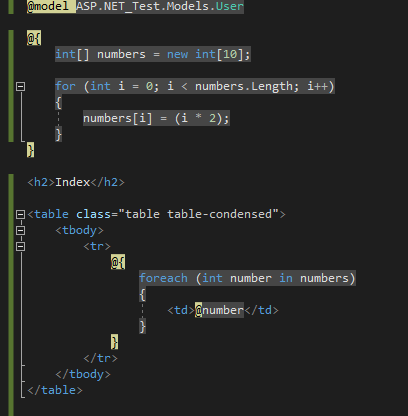 @model ASP.NET_Test.Models.User
@{
int[] numbers = new int[10];
for (int i = 0; i < numbers.Length; i++)
{
numbers[i] = (i * 2);
}
}
<h2>Index</h2>
<table class="table table-condensed">
<tbody>
<tr>
@{
foreach (int number in numbers)
{
<td>@number</td>
}
}
</tr>
</tbody>
</table>